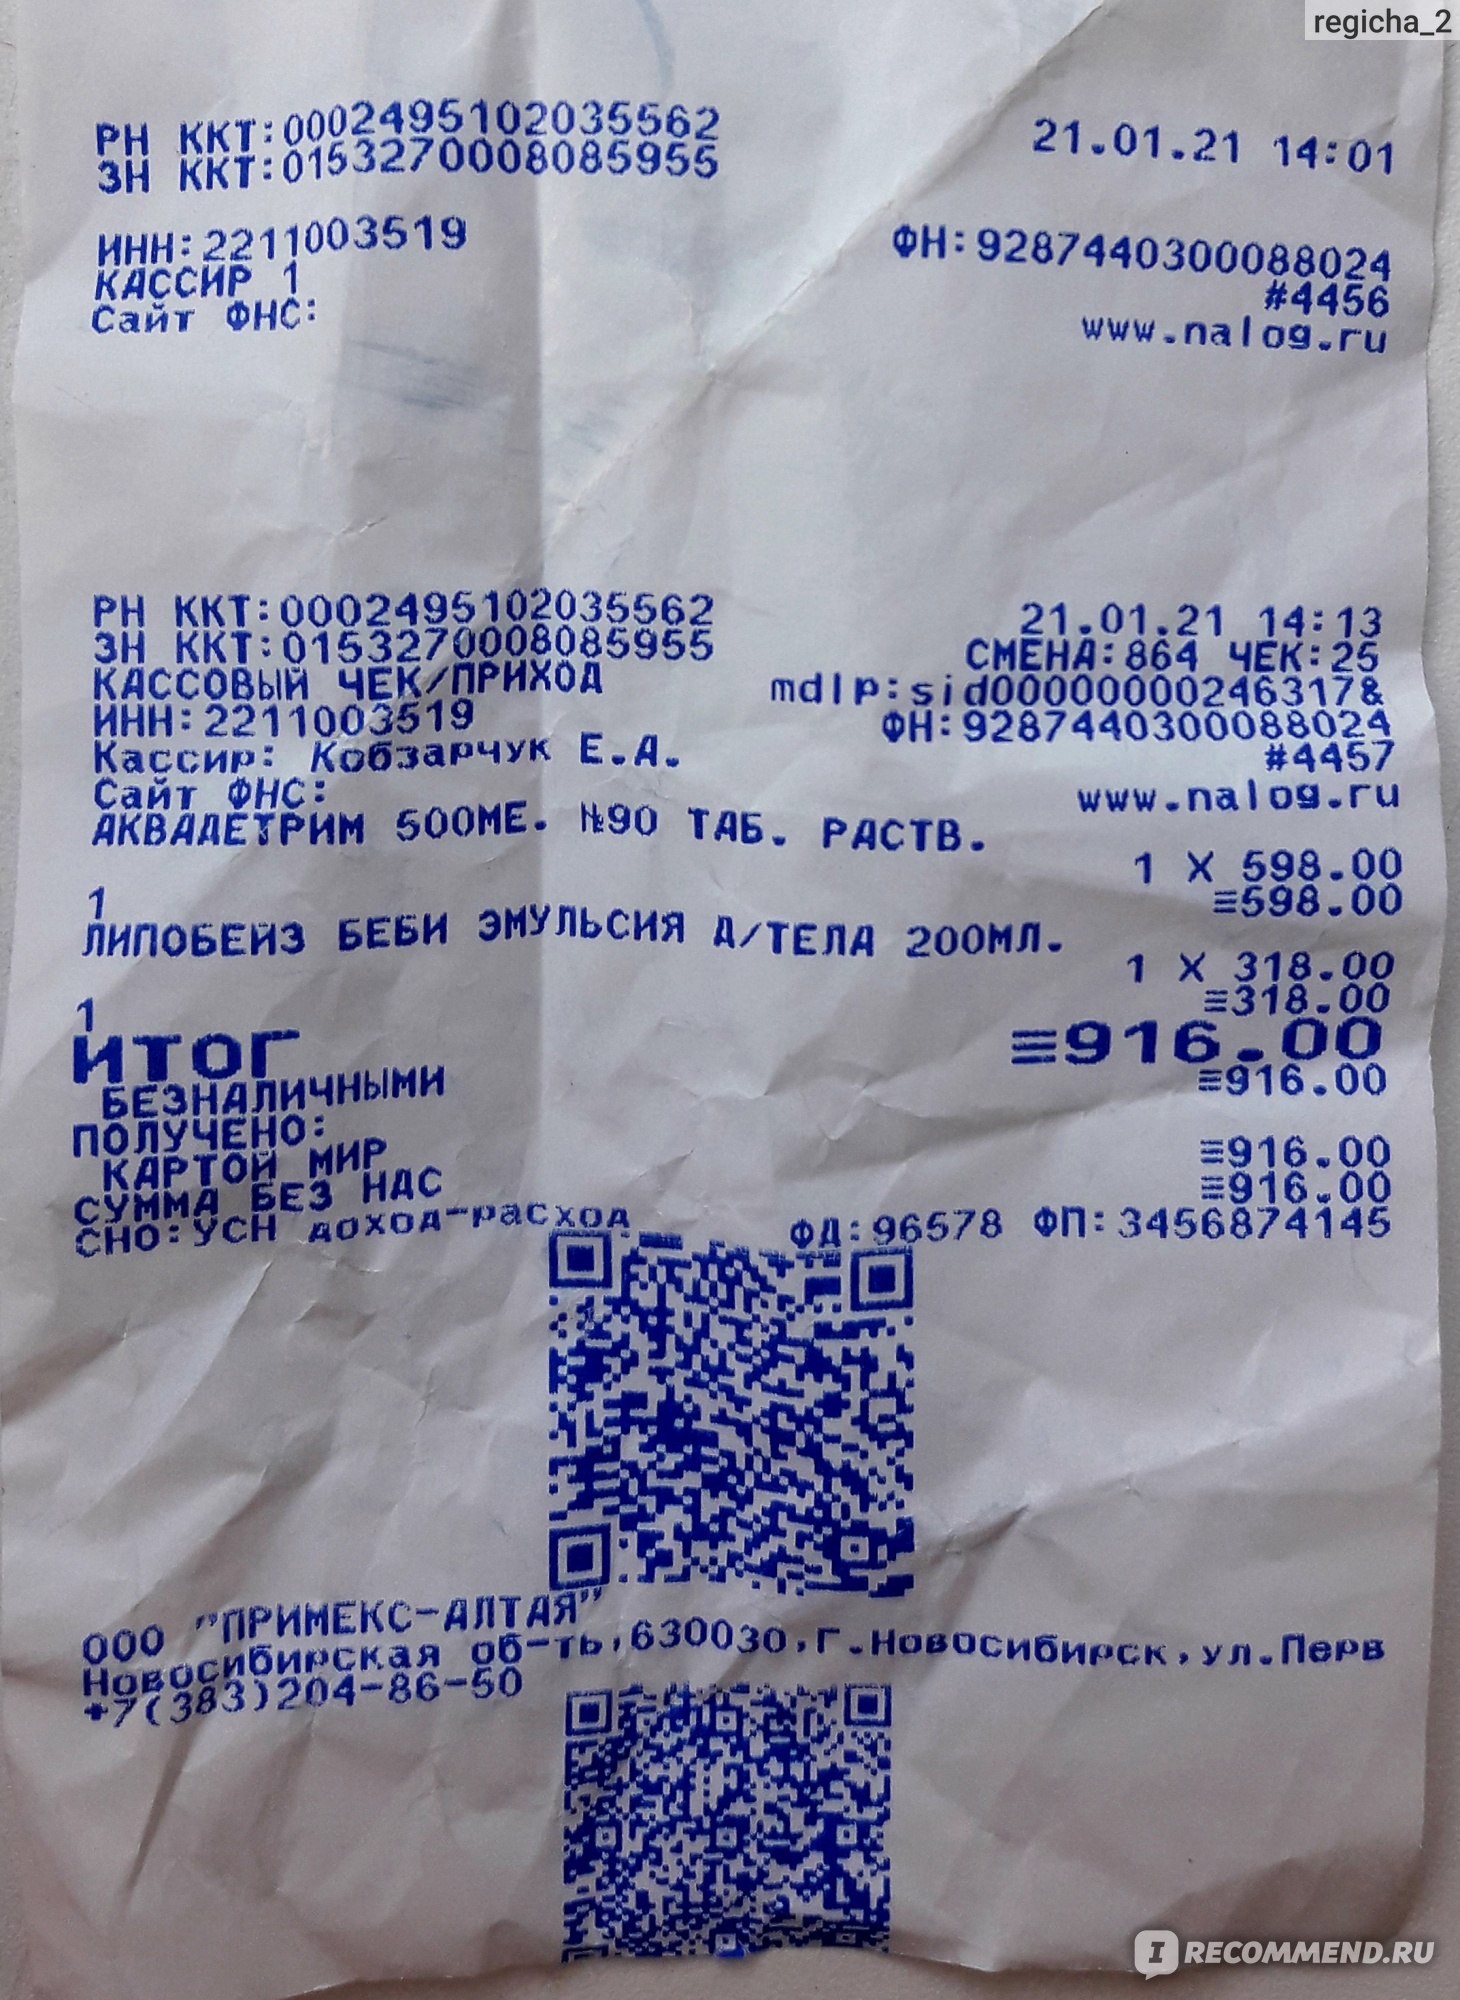 regicha_2
РН ККТ:0002495102035562 21.01.21 14:01
ЗН ККТ:0153270008085955
ИНН:2211003519 ФН:9287440300088024
КАССИР 1 #4456
Сайт ФНС: www.nalog.ru
РН ККТ:0002495102035562 21.01.21 14:13
ЗН ККТ:0153270008085955 СМЕНА:864 ЧЕК:25
КАССОВЫЙ ЧЕК/ПРИХОД mdlp:sid00000000246317&
ИНН:2211003519 ФН:9287440300088024
Кассир: Кобзарчук Е.А. #4457
Сайт ФНС: www.nalog.ru
АКВАДЕТРИМ 500МЕ. №90 ТАБ. РАСТВ.
1 X 598.00
1 ≡598.00
ЛИПОБЕЙЗ БЕБИ ЭМУЛЬСИЯ Д/ТЕЛА 200МЛ.
1 X 318.00
1 ≡318.00
ИТОГ ≡916.00
БЕЗНАЛИЧНЫМИ ≡916.00
ПОЛУЧЕНО:
КАРТОЙ МИР ≡916.00
СУММА БЕЗ НДС ≡916.00
СНО:УСН доход-расход ФД:96578 ФП:3456874145
ООО "ПРИМЕКС-АЛТАЯ"
Новосибирская об-ть,630030,г.Новосибирск,ул.Перв
+7(383)204-86-50
IRECOMMEND.RU